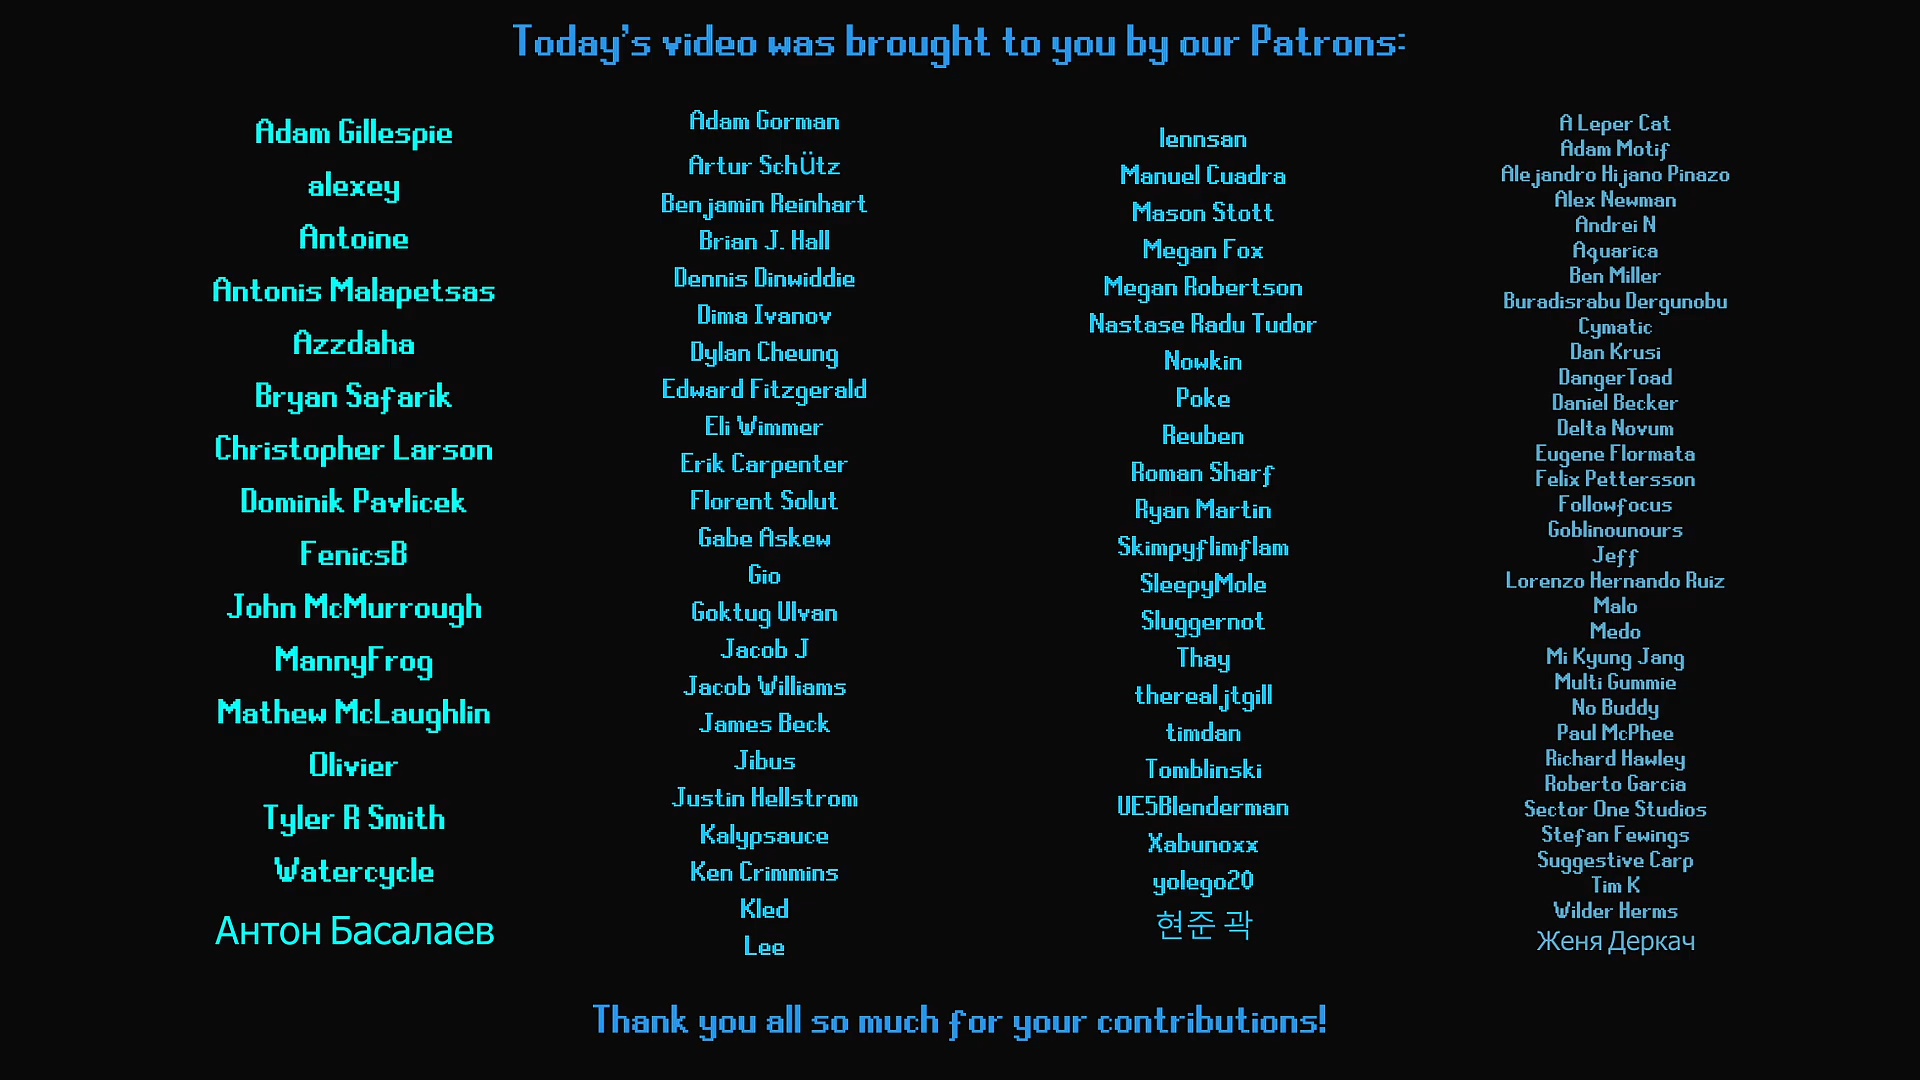 Today's video was brought to you by our Patrons:
Adam Gillespie
alexey
Antoine
Antonis Malapetsas
Azzdaha
Bryan Safarik
Christopher Larson
Dominik Pavlicek
FenicsB
John McMurrough
MannyFrog
Mathew McLaughlin
Olivier
Tyler R Smith
Watercycle
Антон Басалаев
Adam Gorman
Artur SchÜtz
Benjamin Reinhart
Brian J. Hall
Dennis Dinwiddie
Dima Ivanov
Dylan Cheung
Edward Fitzgerald
Eli Wimmer
Erik Carpenter
Florent Solut
Gabe Askew
Gio
Goktug Ulvan
Jacob J
Jacob Williams
James Beck
Jibus
Justin Hellstrom
Kalypsauce
Ken Crimmins
Kled
Lee
lennsan
Manuel Cuadra
Mason Stott
Megan Fox
Megan Robertson
Nastase Radu Tudor
Nowkin
Poke
Reuben
Roman Sharf
Ryan Martin
Skimpyflimflam
SleepyMole
Sluggernot
Thay
therealjtgill
timdan
Tomblinski
UE5Blenderman
Xabunoxx
yolego20
현준 곽
A Leper Cat
Adam Motif
Alejandro Hijano Pinazo
Alex Newman
Andrei N
Aquarica
Ben Miller
Buradisrabu Dergunobu
Cymatic
Dan Krusi
DangerToad
Daniel Becker
Delta Novum
Eugene Flormata
Felix Pettersson
Followfocus
Goblinounours
Jeff
Lorenzo Hernando Ruiz
Malo
Medo
Mi Kyung Jang
Multi Gummie
No Buddy
Paul McPhee
Richard Hawley
Roberto Garcia
Sector One Studios
Stefan Fewings
Suggestive Carp
Tim K
Wilder Herms
Женя Деркач
Thank you all so much for your contributions!